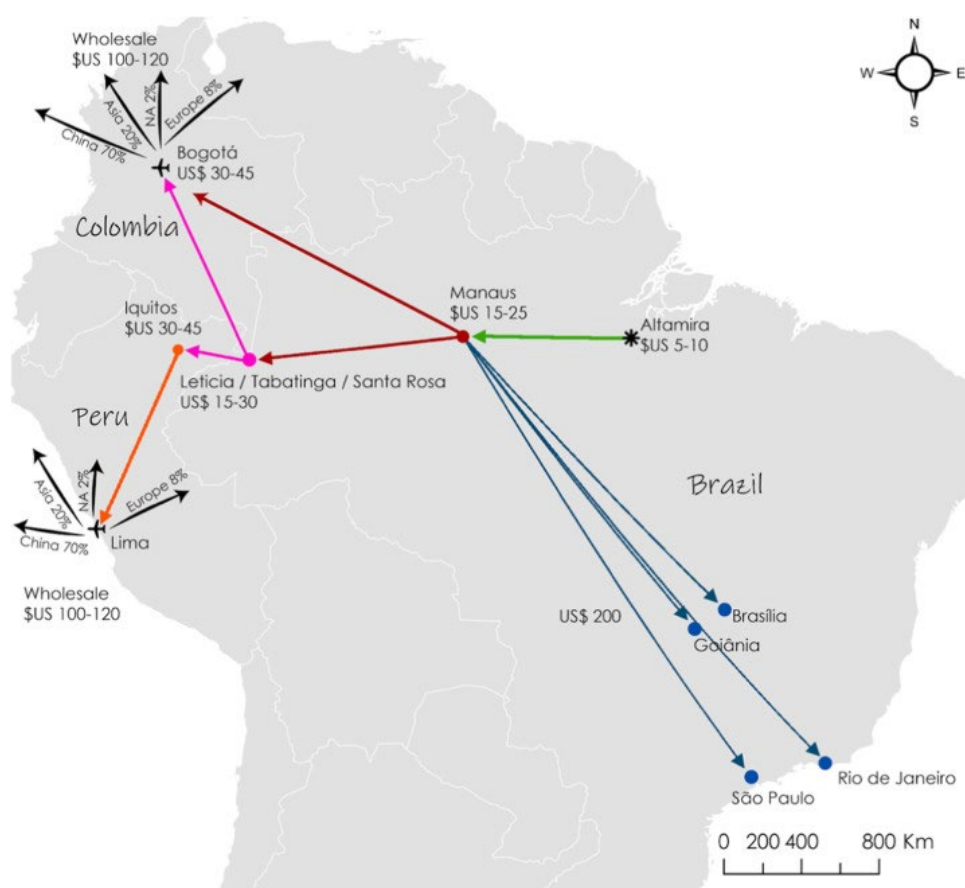 Wholesale
$US 100-120
N
W
E
S
China 70%
Asia 20%
NA 2%
Europe 8%
Bogotá
US$ 30-45
Colombia
Iquitos
$US 30-45
Manaus
$US 15-25
Altamira
$US 5-10
Leticia / Tabatinga / Santa Rosa
US$ 15-30
Peru
Brazil
Asia 20%
NA 2%
Europe 8%
China 70%
Lima
Wholesale
$US 100-120
US$ 200
Brasília
Goiânia
São Paulo
Rio de Janeiro
0 200 400 800 Km